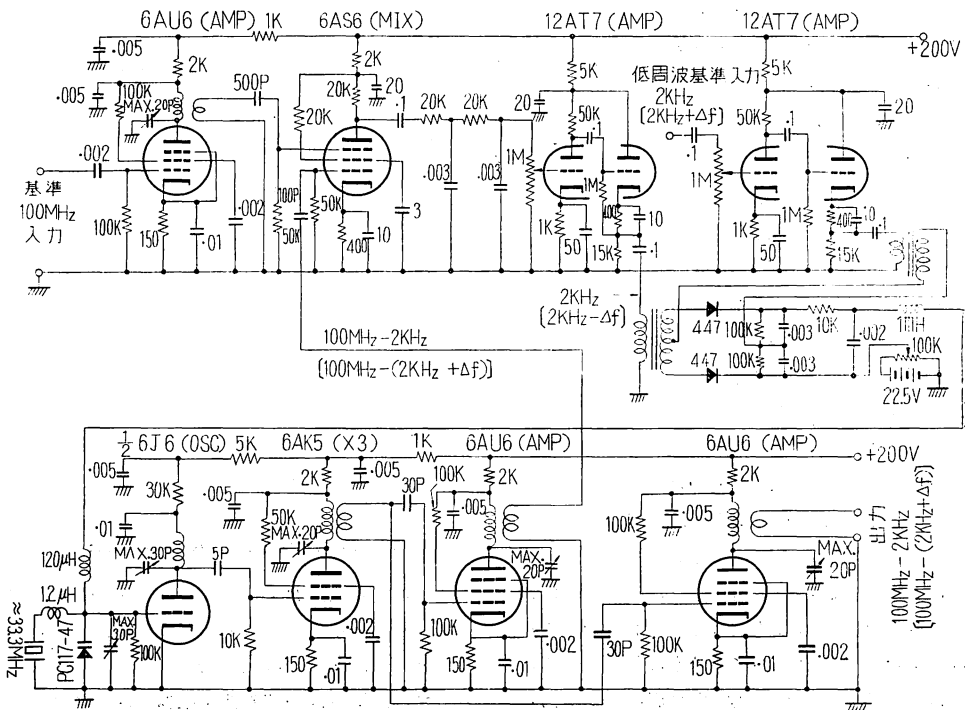 6AU6 (AMP)
1K
6AS6 (MIX)
12AT7 (AMP)
12AT7 (AMP)
+200V
.005
2K
2K
5K
5K
低周波基準入力
2KHz
[2KHz+Δf]
.005
100K
MAX.20P
500P
20K
20
20K
.1
20K
20K
20
50K
.1
50K
.1
20
.1
.002
1M
1M
基準
100MHz
入力
100K
150
.01
.002
100P
50K
50K
400
10
3
.003
.003
1M
400
10
1K
50
15K
.1
1K
50
1M
400
10
.1
15K
2KHz
[2KHz-Δf]
100MHz-2KHz
[100MHz-(2KHz+Δf)]
447
100K
.003
10K
.002
1mH
100K
100K
.003
447
22.5V
1/2 6J6 (OSC)
5K
6AK5 (X3)
1K
6AU6 (AMP)
6AU6 (AMP)
+200V
.005
30K
2K
.005
100K
2K
2K
.005
30P
.005
.005
.01
50K
100K
MAX.30P
5P
MAX.20P
MAX.
20P
MAX.
20P
出力
100MHz-2KHz
[100MHz-(2KHz+Δf)]
120μH
1.2μH
≈33.3MHz
PG117-47
MAX.
30P
100K
10K
150
.01
.002
100K
150
.01
.002
30P
100K
150
.01
.002